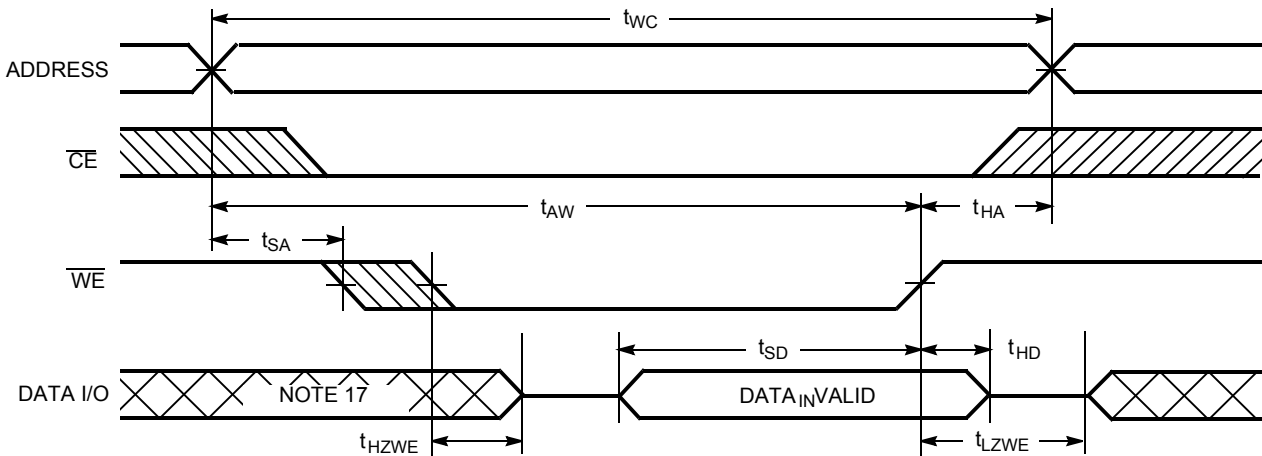 tWC
ADDRESS
CE
tAW
tHA
tSA
WE
tSD
tHD
DATA I/O
NOTE 17
DATAINVALID
tHZWE
tLZWE